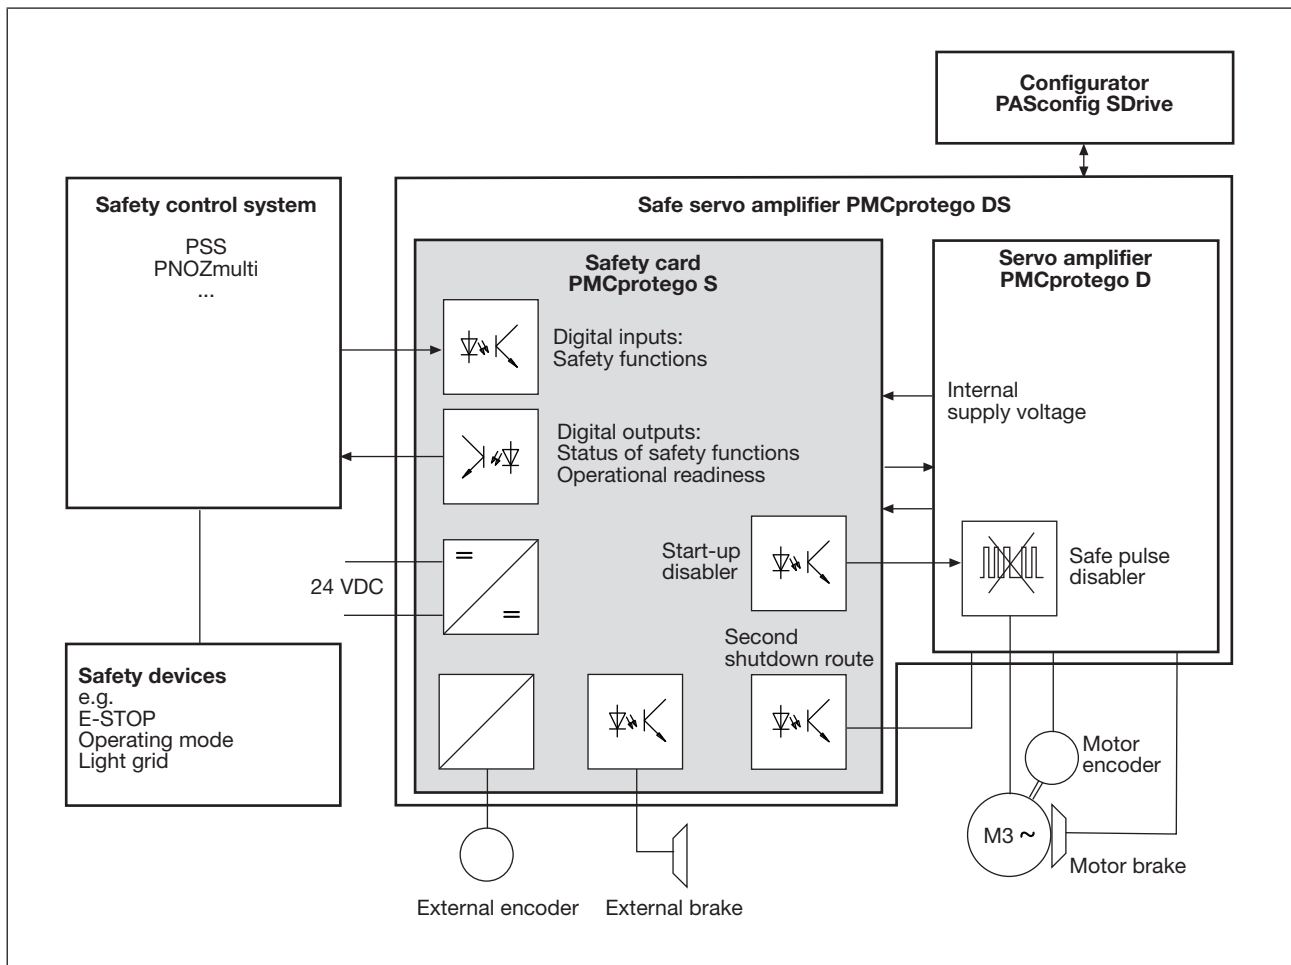 Configurator
PASconfig SDrive
Safety control system
PSS
PNOZmulti
...
Safe servo amplifier PMCprotego DS
Safety card
PMCprotego S
Servo amplifier
PMCprotego D
Digital inputs:
Safety functions
Internal
supply voltage
Digital outputs:
Status of safety functions
Operational readiness
Start-up
disabler
Safe pulse
disabler
24 VDC
=
=
Second
shutdown route
Safety devices
e.g.
E-STOP
Operating mode
Light grid
Motor
encoder
M3 ~
Motor brake
External encoder
External brake